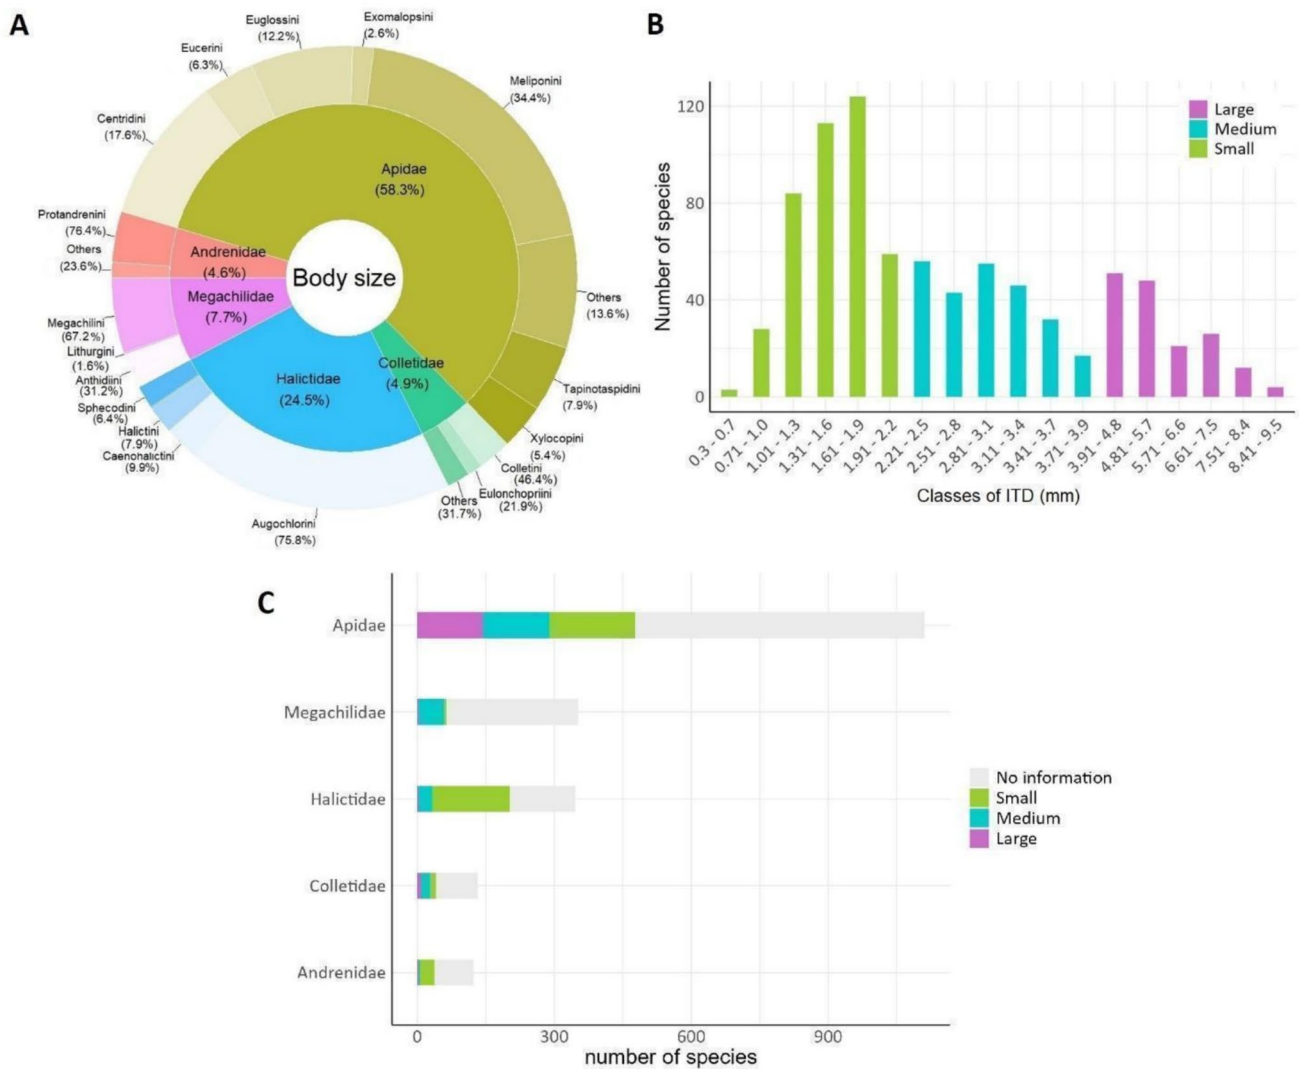 A
Euglossini
(12.2%)
Exomalopsini
(2.6%)
Eucerini
(6.3%)
Meliponini
(34.4%)
Centridini
(17.6%)
Apidae
(58.3%)
Protandrenini
(76.4%)
Others
(23.6%)
Andrenidae
(4.6%)
Body size
Megachilidae
(7.7%)
Others
(13.6%)
Megachilini
(67.2%)
Lithurgini
(1.6%)
Anthidiini
(31.2%)
Colletidae
(4.9%)
Halictidae
(24.5%)
Tapinotaspidini
(7.9%)
Sphecodini
(6.4%)
Halictini
(7.9%)
Caenohalictini
(9.9%)
Xylocopini
(5.4%)
Colletini
(46.4%)
Eulonchopriini
(21.9%)
Others
(31.7%)
Augochlorini
(75.8%)
B
Number of species
120
80
40
0
Large
Medium
Small
0.3 - 0.7
0.71 - 1.0
1.01 - 1.3
1.31 - 1.6
1.61 - 1.9
1.91 - 2.2
2.21 - 2.5
2.51 - 2.8
2.81 - 3.1
3.11 - 3.4
3.41 - 3.7
3.71 - 3.9
3.91 - 4.8
4.81 - 5.7
5.71 - 6.6
6.61 - 7.5
7.51 - 8.4
8.41 - 9.5
Classes of ITD (mm)
C
Apidae
Megachilidae
Halictidae
Colletidae
Andrenidae
0
300
600
900
number of species
No information
Small
Medium
Large